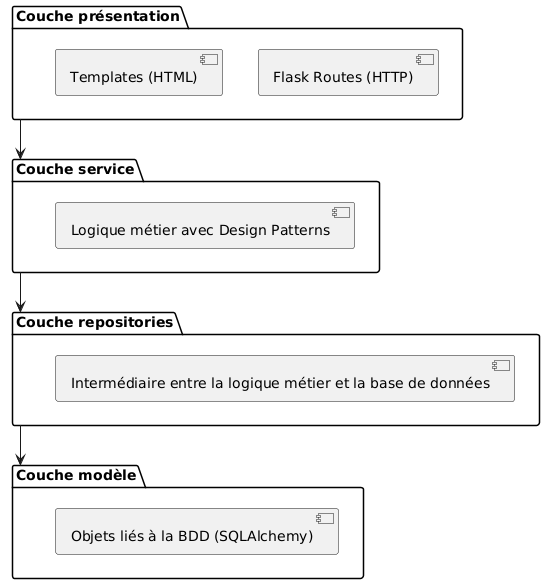 Couche présentation
Templates (HTML)
Flask Routes (HTTP)
Couche service
Logique métier avec Design Patterns
Couche repositories
Intermédiaire entre la logique métier et la base de données
Couche modèle
Objets liés à la BDD (SQLAlchemy)